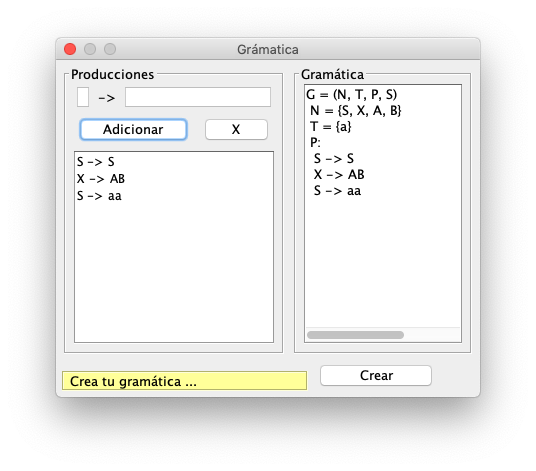 Grámatica
Producciones
->
Adicionar
X
S -> S
X -> AB
S -> aa
Gramática
G = (N, T, P, S)
N = {S, X, A, B}
T = {a}
P:
S -> S
X -> AB
S -> aa
Crea tu gramática ...
Crear